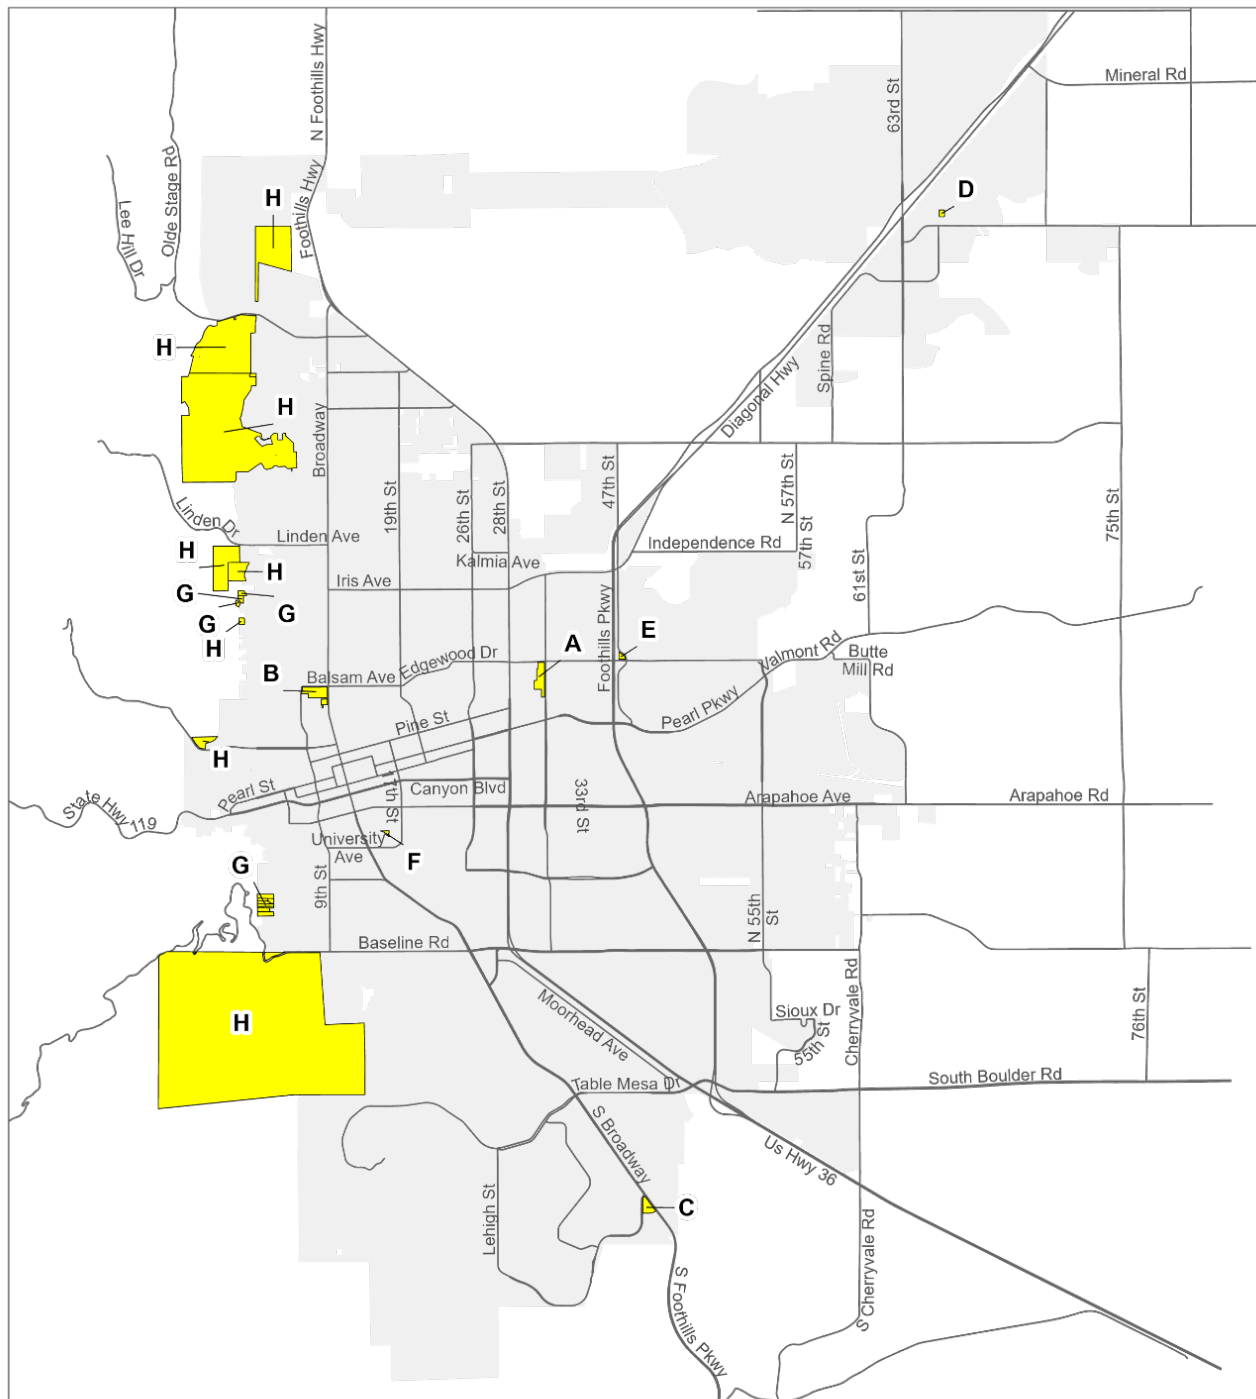 N Foothills Hwy
Mineral Rd
63rd St
Olde Stage Rd
Lee Hill Dr
Foothills Hwy
H
D
H
H
Spine Rd
Diagonal Hwy
Broadway
19th St
26th St
28th St
47th St
N 57th St
57th St
75th St
Linden Dr
Linden Ave
Independence Rd
Kalmia Ave
Iris Ave
61st St
H
H
G
G
G
H
Foothills Pkwy
A
E
B
Balsam Ave
Edgewood Dr
Valmont Rd
Butte
Mill Rd
Pine St
Pearl Pkwy
H
Pearl St
Canyon Blvd
17th St
33rd St
Arapahoe Ave
Arapahoe Rd
State Hwy 119
University
Ave
F
G
9th St
N 55th
St
Baseline Rd
H
Moorhead Ave
Sioux Dr
55th St
Cherryvale Rd
76th St
Table Mesa Dr
South Boulder Rd
S Broadway
Us Hwy 36
Lehigh St
C
S Cherryvale Rd
S Foothills Pkwy